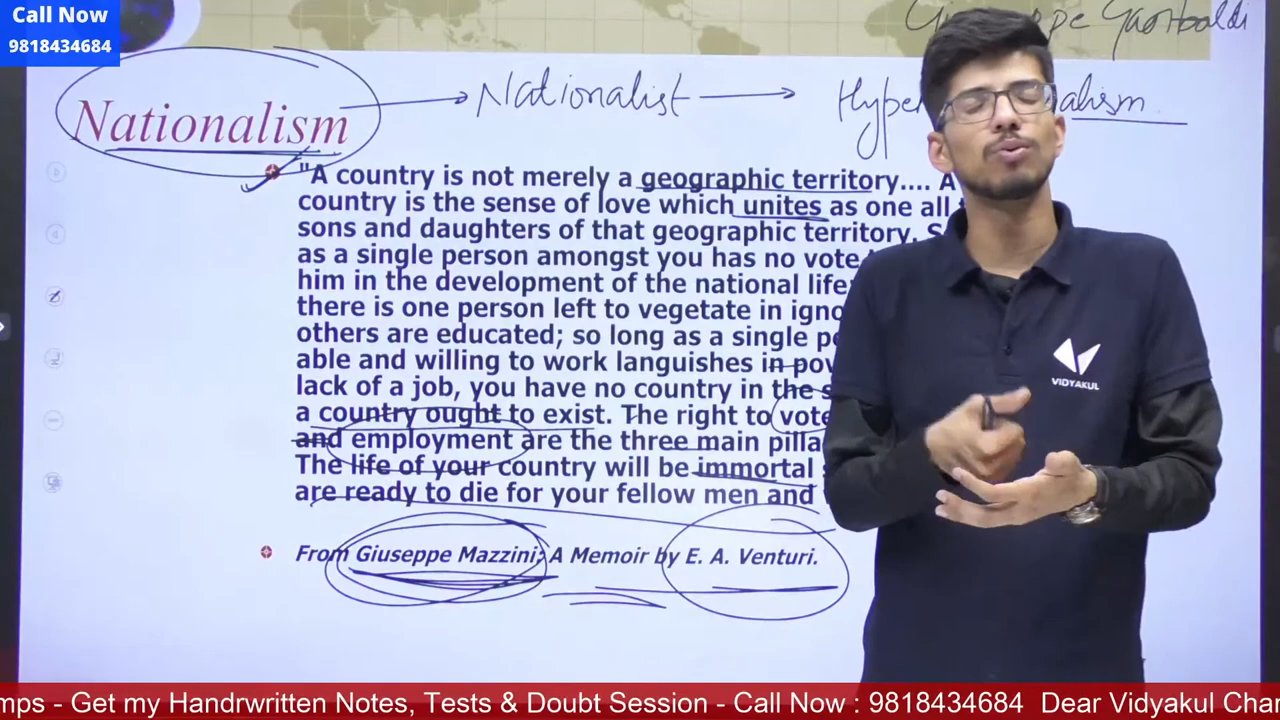 Call Now
9818434684
Giuseppe Garibaldi
Nationalism
Nationalist
Hyper alism
"A country is not merely a geographic territory.... A
country is the sense of love which unites as one all
sons and daughters of that geographic territory.
as a single person amongst you has no vote
him in the development of the national life
there is one person left to vegetate in
others are educated; so long as a single
able and willing to work languishes in
lack of a job, you have no country in the
a country ought to exist. The right to vote
and employment are the three main
The life of your country will be immortal
are ready to die for your fellow men and
From Giuseppe Mazzini; A Memoir by E. A. Venturi.
VIDYAKUL
mps - Get my Handrwritten Notes, Tests & Doubt Session - Call Now : 9818434684 Dear Vidyakul